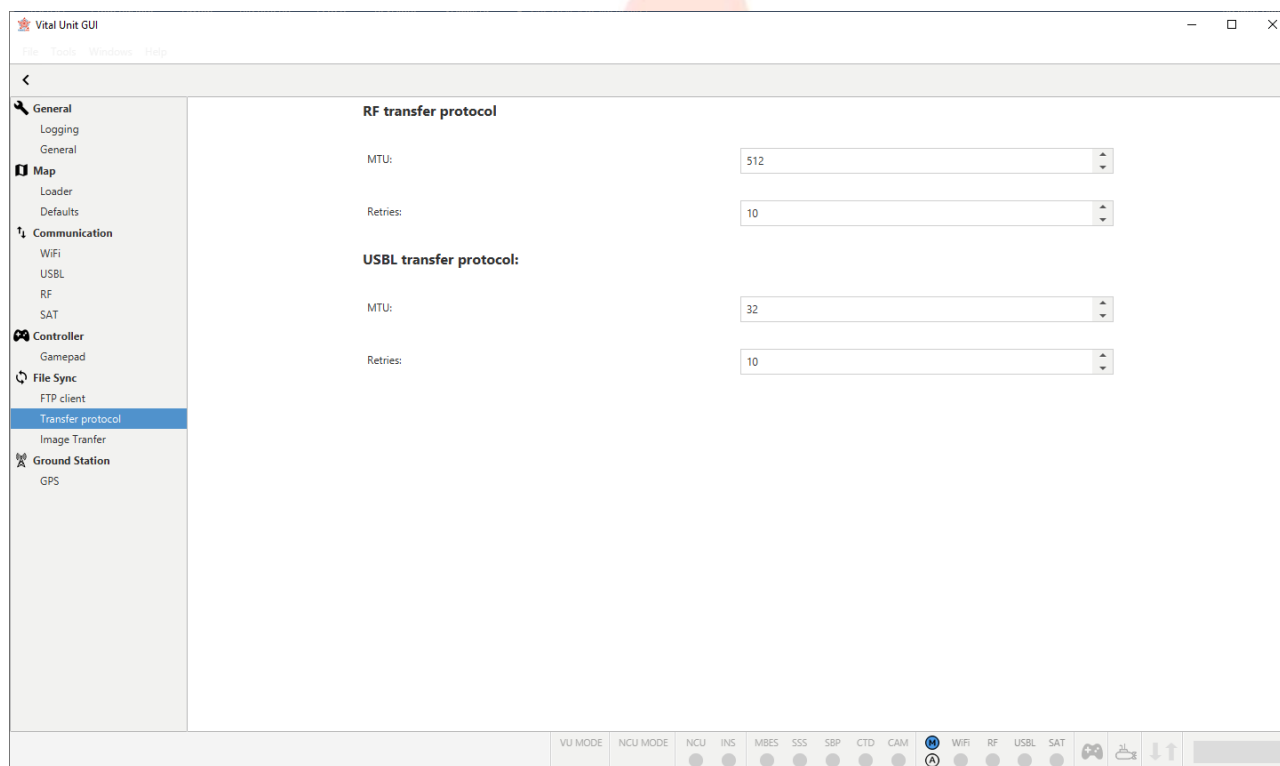 Vital Unit GUI
File Tools Windows Help
General
Logging
General
Map
Loader
Defaults
Communication
WiFi
USBL
RF
SAT
Controller
Gamepad
File Sync
FTP client
Transfer protocol
Image Tranfer
Ground Station
GPS
RF transfer protocol
MTU: 512
Retries: 10
USBL transfer protocol:
MTU: 32
Retries: 10
VU MODE NCU MODE NCU INS MBES SSS SBP CTD CAM M WiFi RF USBL SAT
A